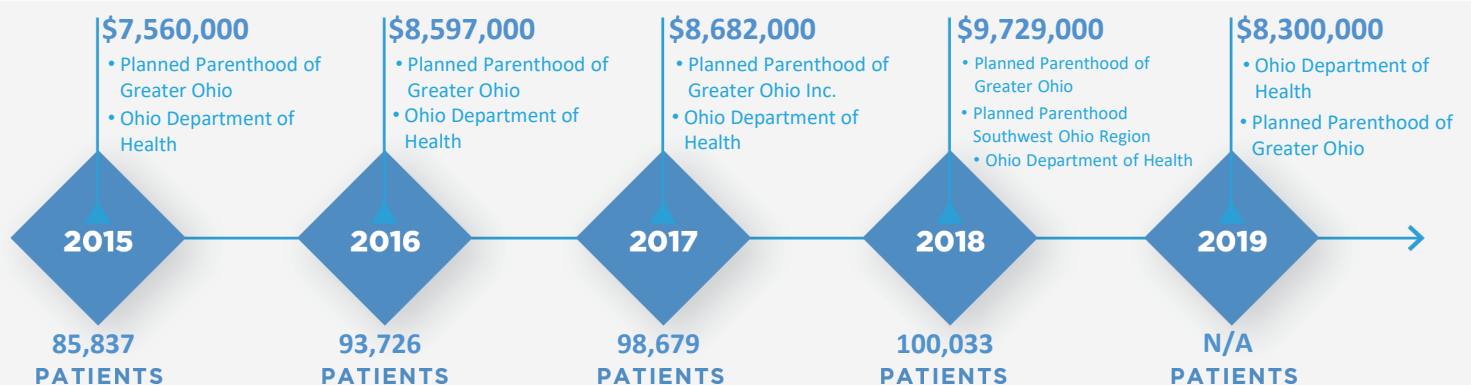 $7,560,000
• Planned Parenthood of
Greater Ohio
• Ohio Department of
Health
2015
85,837
PATIENTS
$8,597,000
• Planned Parenthood of
Greater Ohio
• Ohio Department of
Health
2016
93,726
PATIENTS
$8,682,000
• Planned Parenthood of
Greater Ohio Inc.
• Ohio Department of
Health
2017
98,679
PATIENTS
$9,729,000
• Planned Parenthood of
Greater Ohio
• Planned Parenthood
Southwest Ohio Region
• Ohio Department of Health
2018
100,033
PATIENTS
$8,300,000
• Ohio Department of
Health
• Planned Parenthood of
Greater Ohio
2019
N/A
PATIENTS